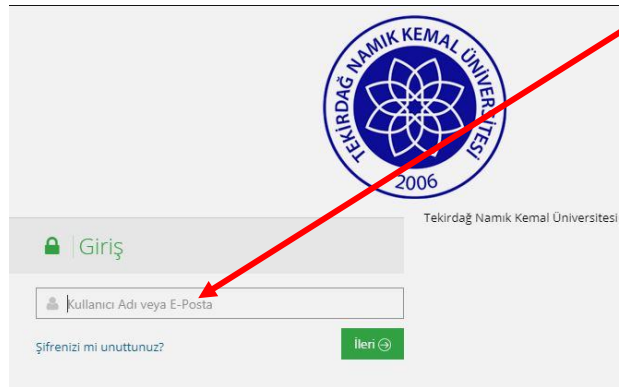 TEKİRDAĞ NAMIK KEMAL ÜNİVERSİTESİ
2006
Tekirdağ Namık Kemal Üniversitesi
Giriş
Kullanıcı Adı veya E-Posta
Şifrenizi mi unuttunuz?
İleri